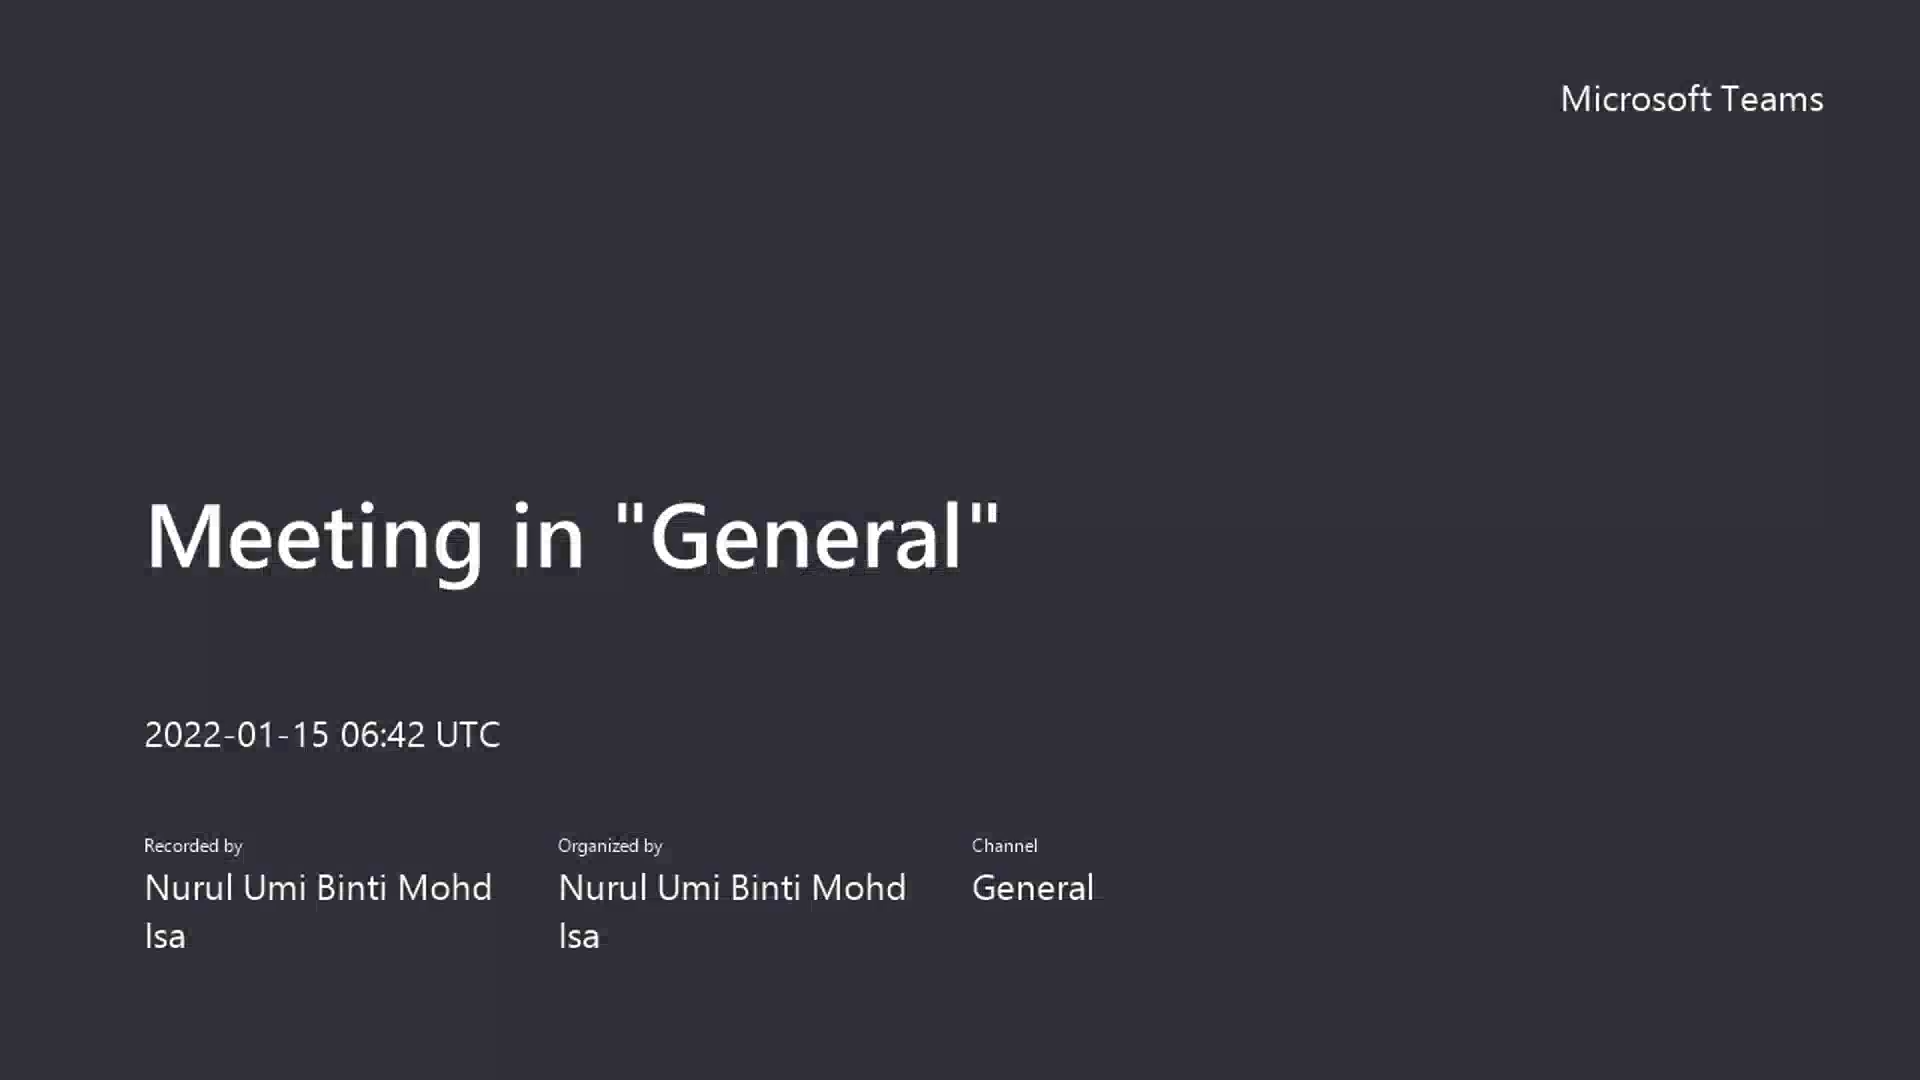 Microsoft Teams
Meeting in "General"
2022-01-15 06:42 UTC
Recorded by
Nurul Umi Binti Mohd
Isa
Organized by
Nurul Umi Binti Mohd
Isa
Channel
General